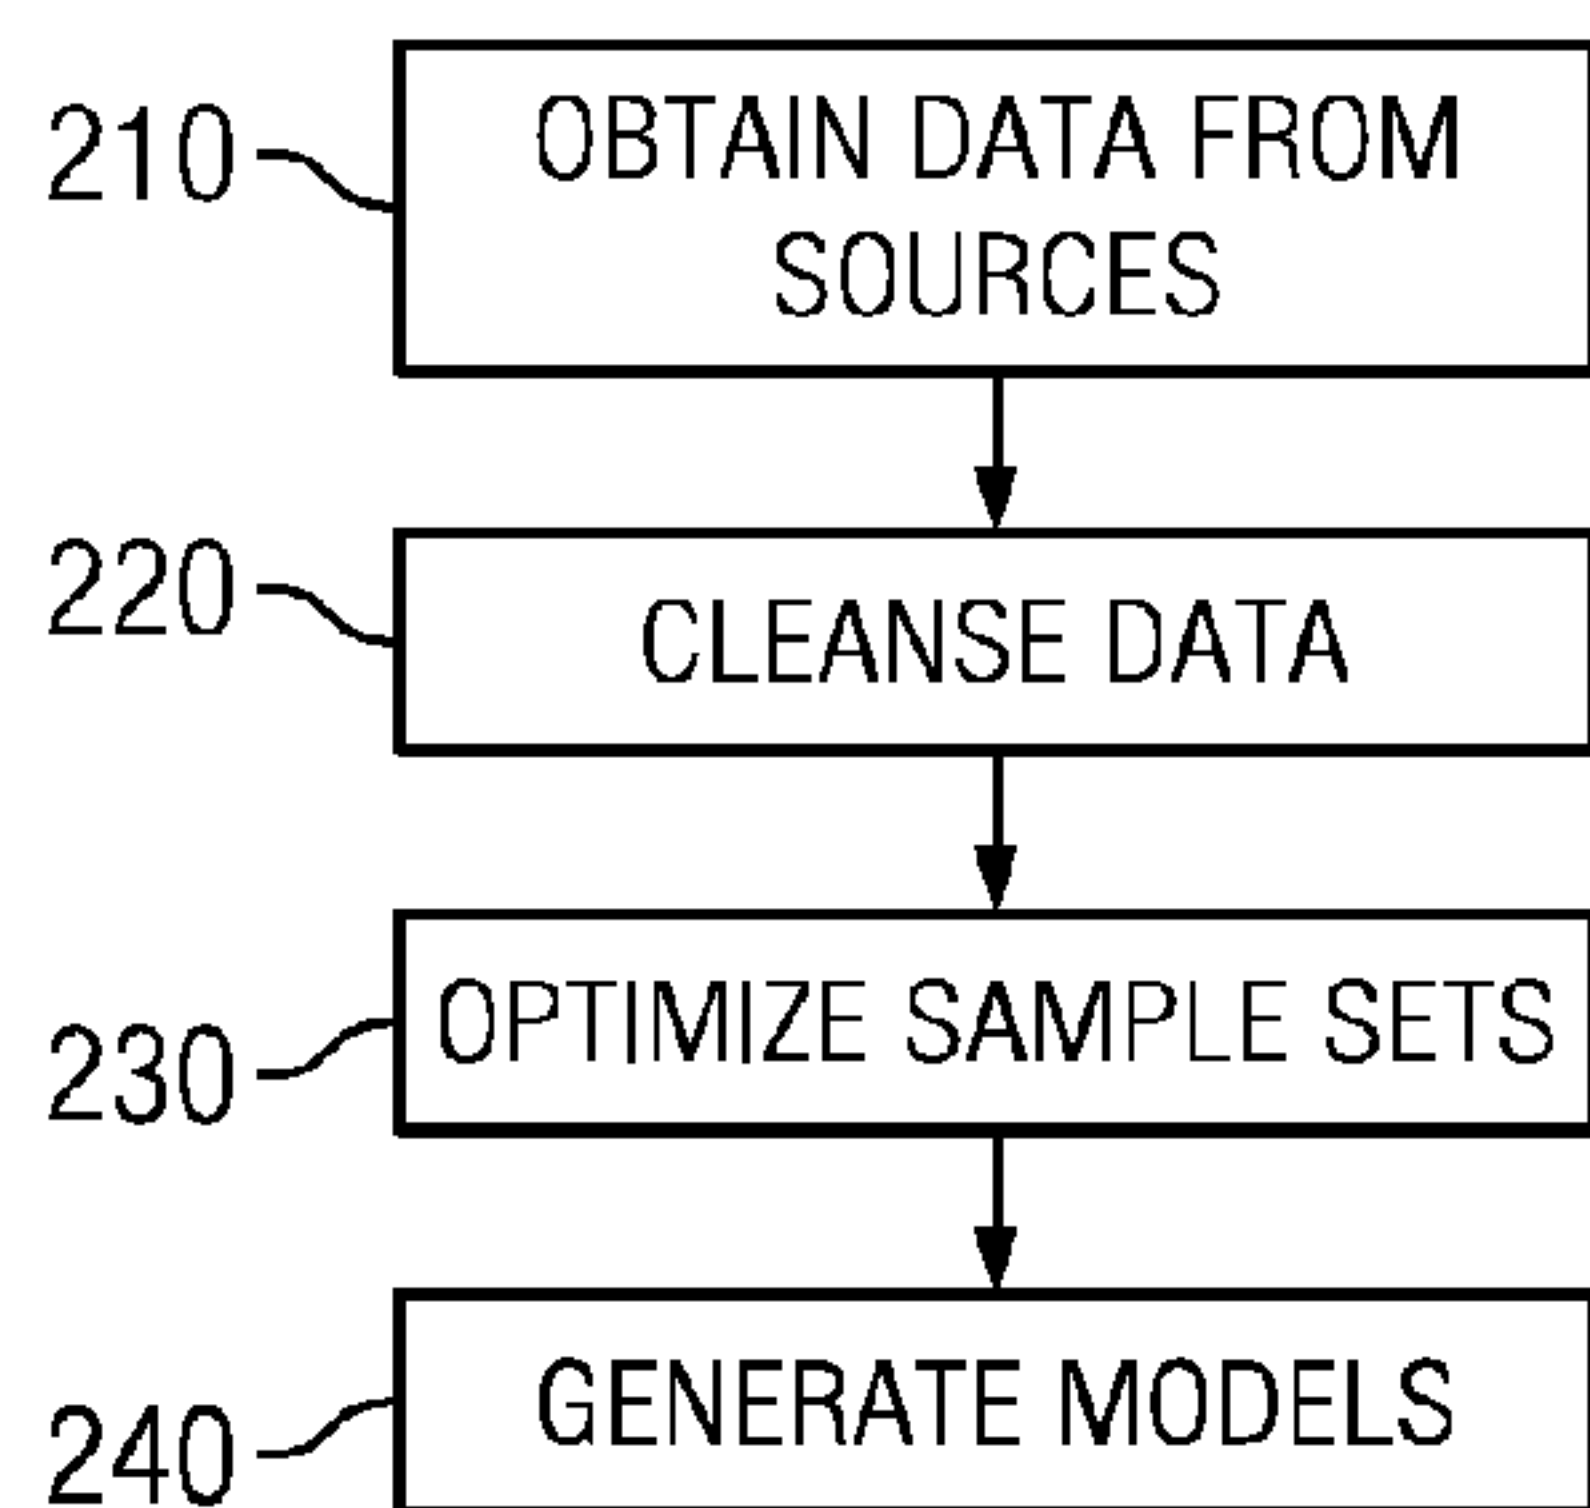 210
OBTAIN DATA FROM
SOURCES
220
CLEANSE DATA
230
OPTIMIZE SAMPLE SETS
240
GENERATE MODELS